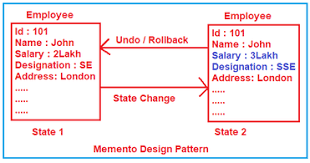 Employee
Id : 101
Name : John
Salary : 2Lakh
Designation : SE
Address: London
.....
.....
.....
State 1
Undo / Rollback
State Change
Employee
Id : 101
Name : John
Salary : 3Lakh
Designation : SSE
Address: London
.....
.....
.....
State 2
Memento Design Pattern